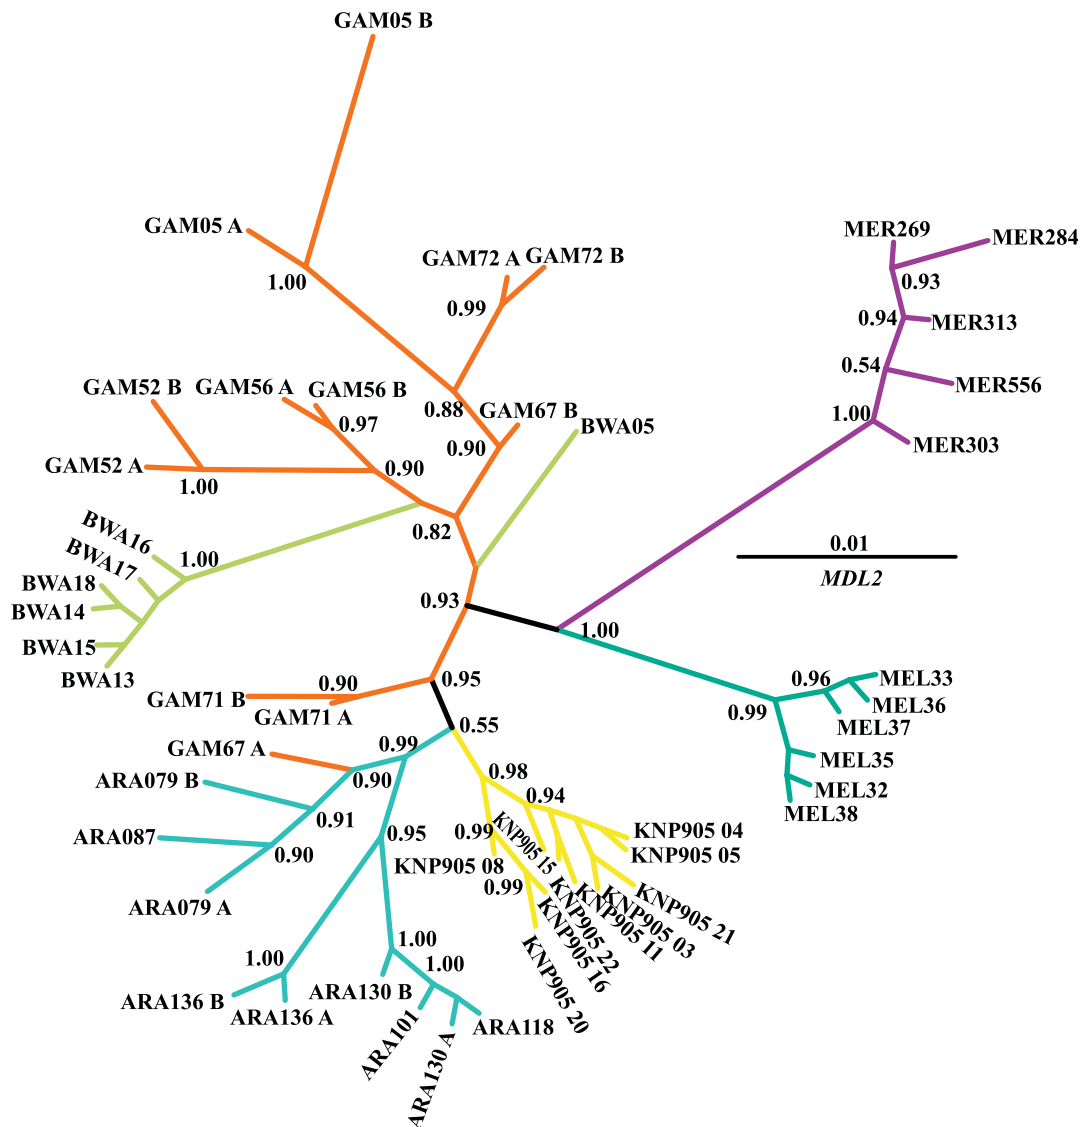 GAM05 B
GAM05 A
1.00
GAM72 A
GAM72 B
0.99
MER269
MER284
0.93
0.94
MER313
0.54
MER556
1.00
MER303
GAM52 B
GAM56 A
GAM56 B
0.97
0.88
GAM67 B
BWA05
0.90
GAM52 A
1.00
0.90
0.82
BWA16
1.00
BWA17
BWA18
BWA14
BWA15
BWA13
0.01
MDL2
0.93
1.00
0.95
0.90
GAM71 B
GAM71 A
0.96
MEL33
MEL36
0.99
MEL37
MEL35
MEL32
MEL38
0.55
0.99
GAM67 A
0.90
ARA079 B
0.91
ARA087
0.90
ARA079 A
0.98
0.94
0.95
0.99
KNP905 08
KNP905 15
KNP905 04
KNP905 05
0.99
KNP905 21
KNP905 03
KNP905 11
KNP905 22
KNP905 16
KNP905 20
1.00
1.00
1.00
ARA136 B
ARA136 A
ARA130 B
ARA101
ARA130 A
ARA118